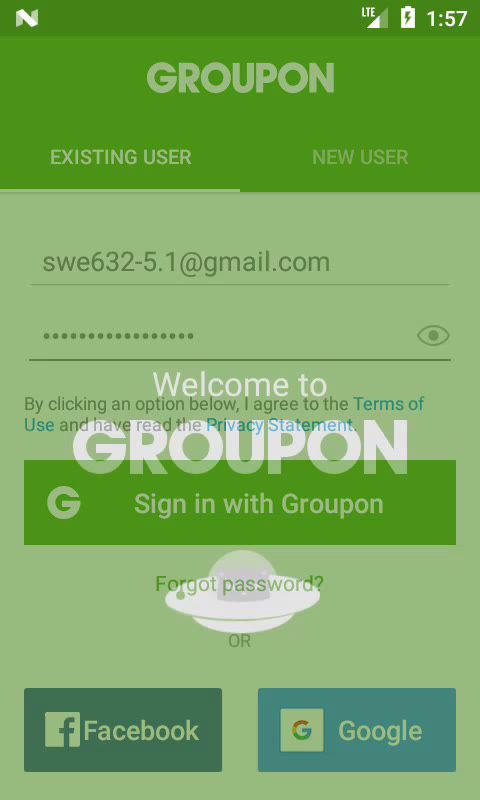 LTE 1:57
GROUPON
EXISTING USER NEW USER
swe632-5.1@gmail.com
•••••••••••••••••
Welcome to
By clicking an option below, I agree to the Terms of
Use and have read the Privacy Statement.
GROUPON
G Sign in with Groupon
Forgot password?
OR
f Facebook G Google